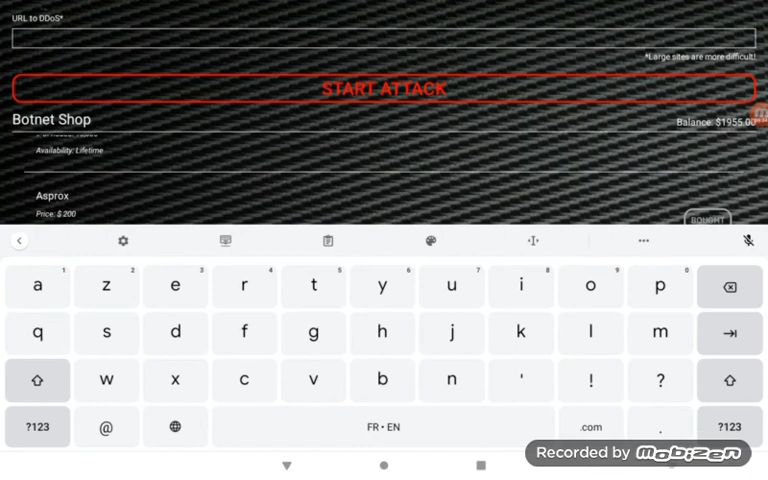 URL to DDoS*
*Large sites are more difficult!
START ATTACK
Botnet Shop
Balance: $1955.00
Availability: Lifetime
Asprox
Price: $ 200
BOUGHT
a 1 z 2 e 3 r 4 t 5 y 6 u 7 i 8 o 9 p 0
q s d f g h j k l m
w x c v b n ' ! ?
?123 @ FR • EN .com . ?123
Recorded by Mobizen